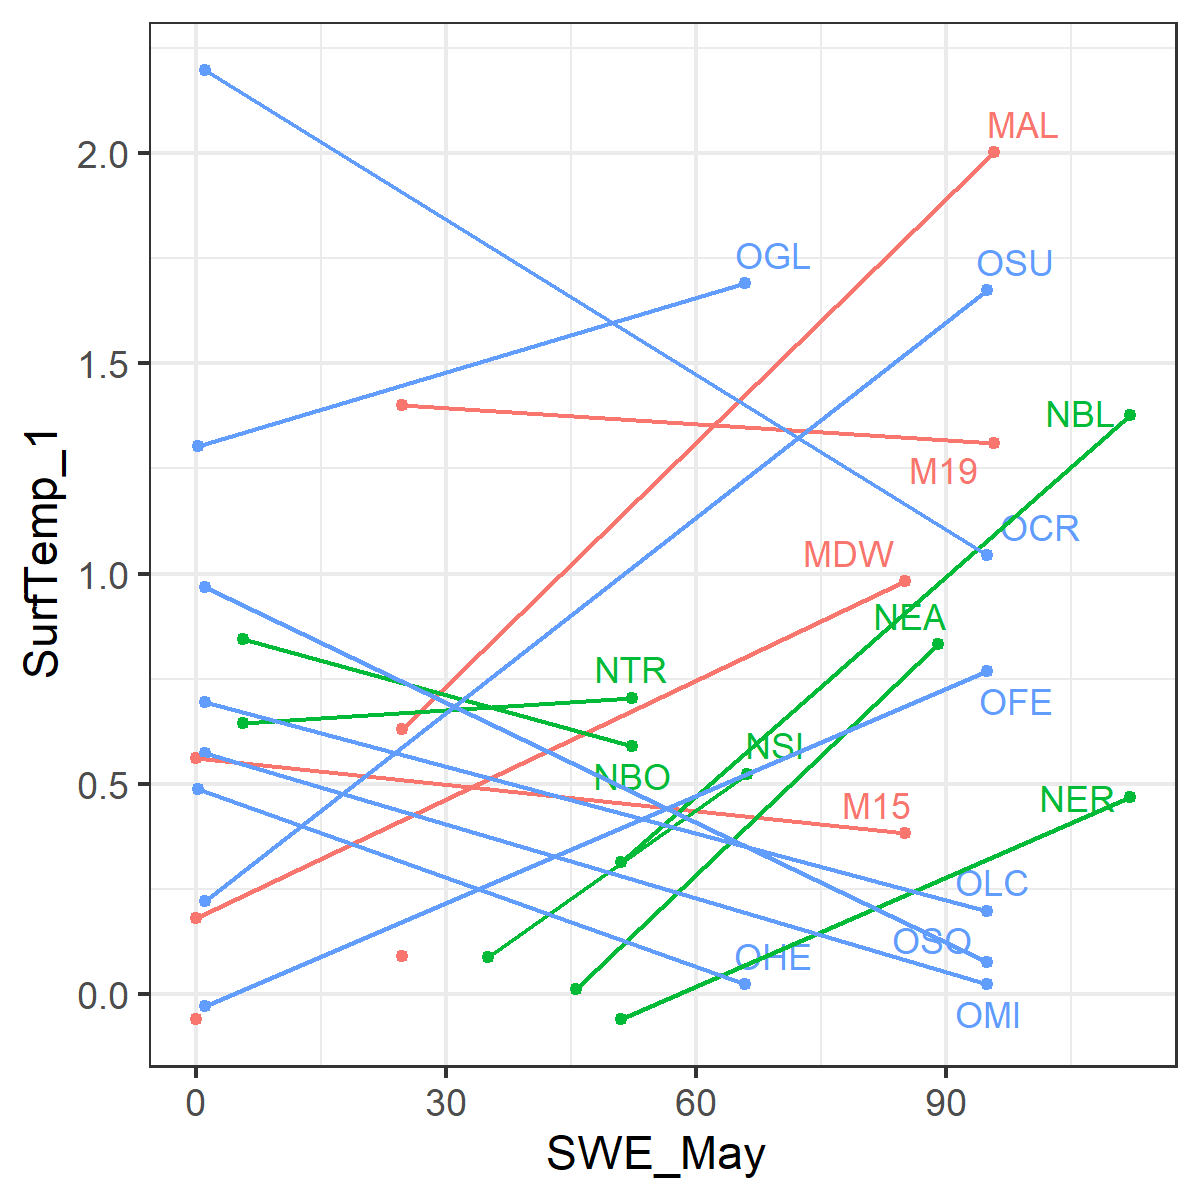 MAL
2.0
OGL
OSU
1.5
NBL
M19
OCR
MDW
1.0
NEA
NTR
OFE
NSI
NBO
0.5
M15
NER
OLC
OSO
OHE
0.0
OMI
0 30 60 90
SWE_May
SurfTemp_1